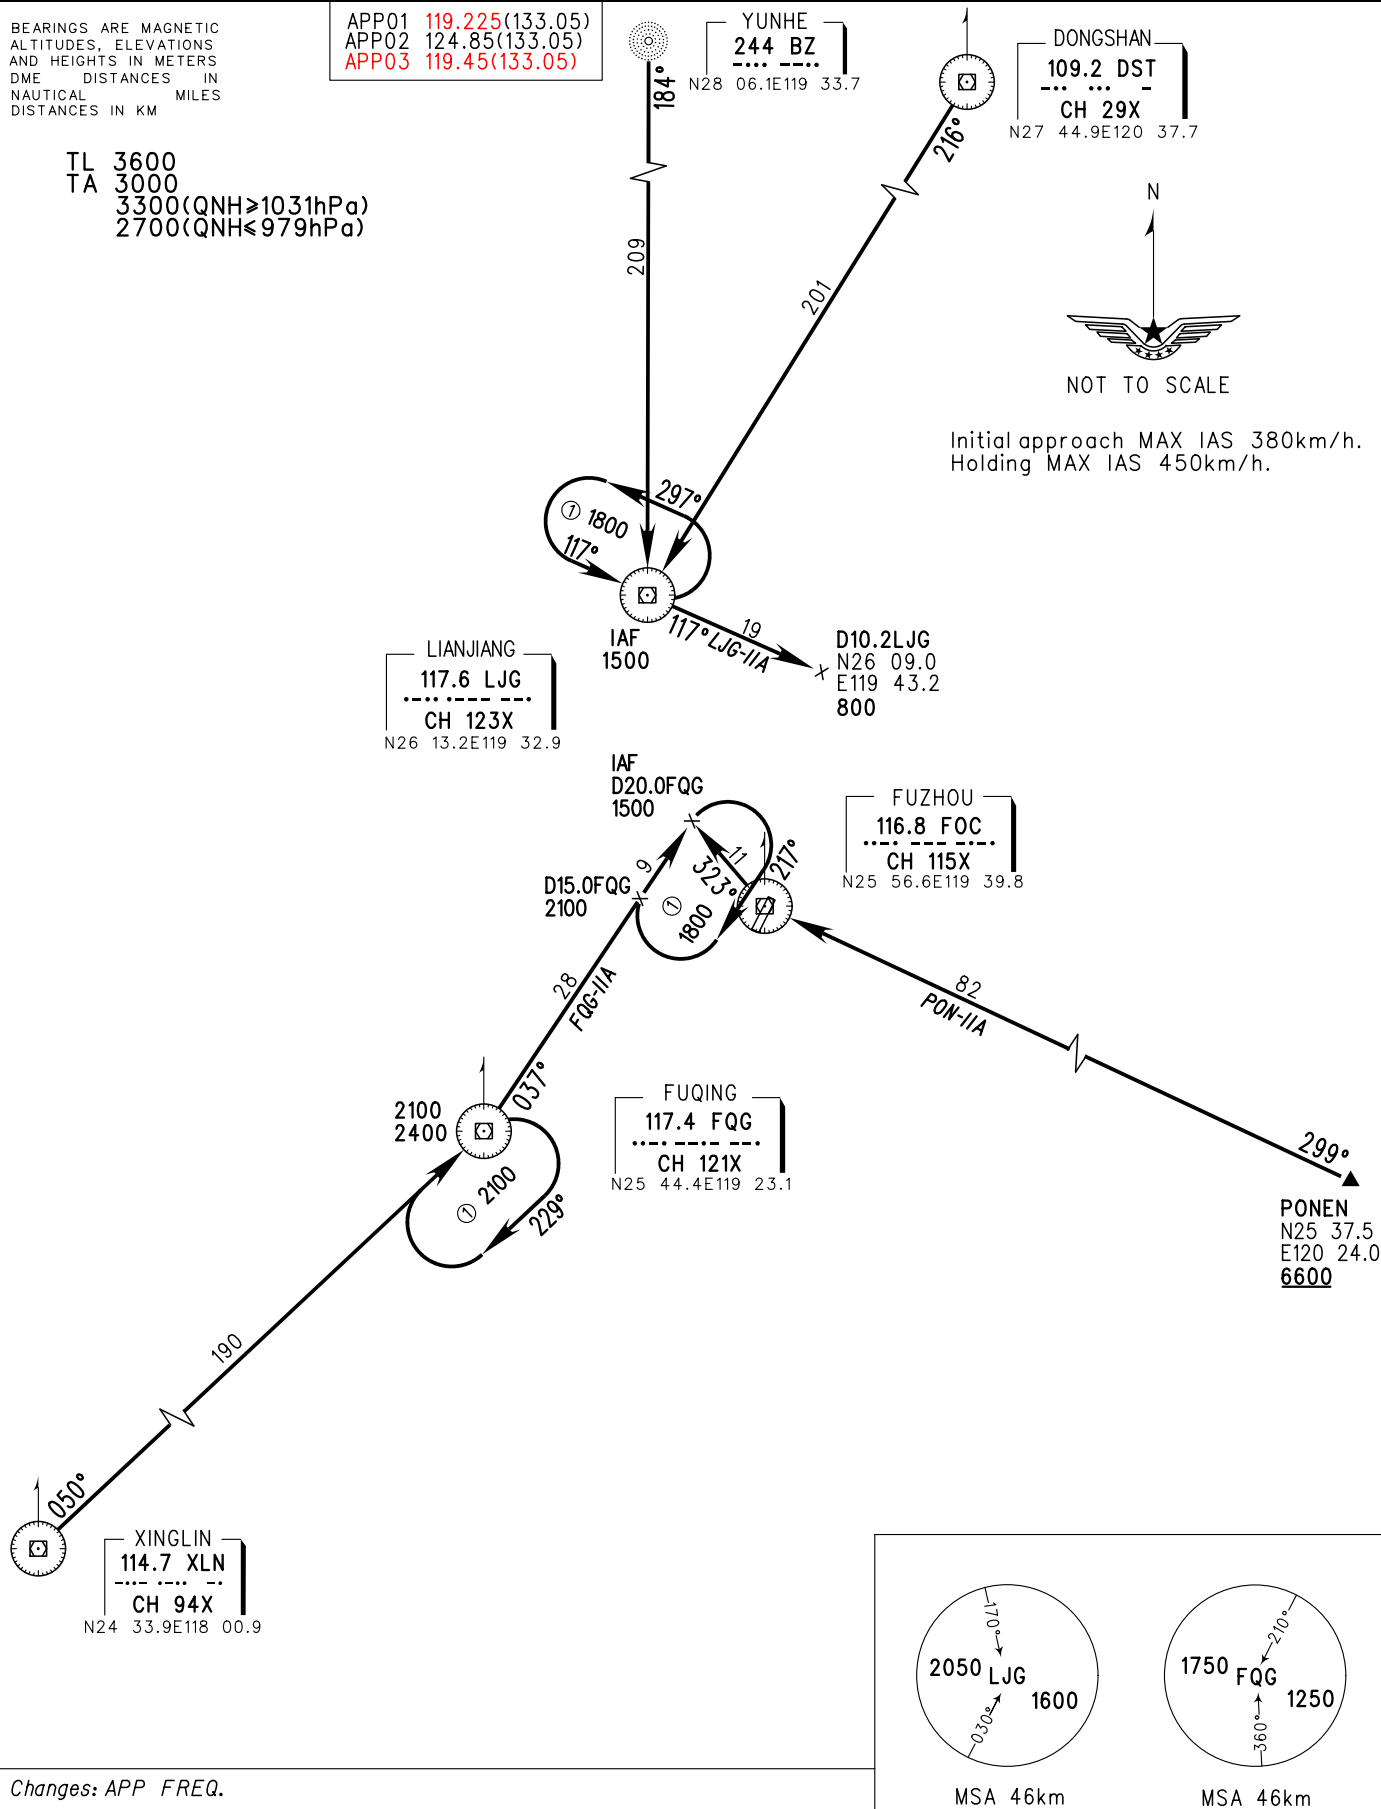 BEARINGS ARE MAGNETIC
ALTITUDES, ELEVATIONS
AND HEIGHTS IN METERS
DME DISTANCES IN
NAUTICAL MILES
DISTANCES IN KM
APP01 119.225(133.05)
APP02 124.85(133.05)
APP03 119.45(133.05)
YUNHE
244 BZ
N28 06.1E119 33.7
DONGSHAN
109.2 DST
CH 29X
N27 44.9E120 37.7
TL 3600
TA 3000
3300(QNH≥1031hPa)
2700(QNH≤979hPa)
184°
216°
209
201
N
NOT TO SCALE
Initial approach MAX IAS 380km/h.
Holding MAX IAS 450km/h.
297°
① 1800
117°
IAF
1500
117° LJG-11A
19
D10.2LJG
N26 09.0
E119 43.2
800
LIANJIANG
117.6 LJG
CH 123X
N26 13.2E119 32.9
IAF
D20.0FQG
1500
FUZHOU
116.8 FOC
CH 115X
N25 56.6E119 39.8
11
323°
217°
9
D15.0FQG
2100
① 1800
28
FQG-11A
037°
82
PON-11A
299°
PONEN
N25 37.5
E120 24.0
6600
2100
2400
FUQING
117.4 FQG
CH 121X
N25 44.4E119 23.1
① 2100
229°
190
050°
XINGLIN
114.7 XLN
CH 94X
N24 33.9E118 00.9
170°
2050 LJG
1600
030°
MSA 46km
210°
1750 FQG
1250
360°
MSA 46km
Changes: APP FREQ.